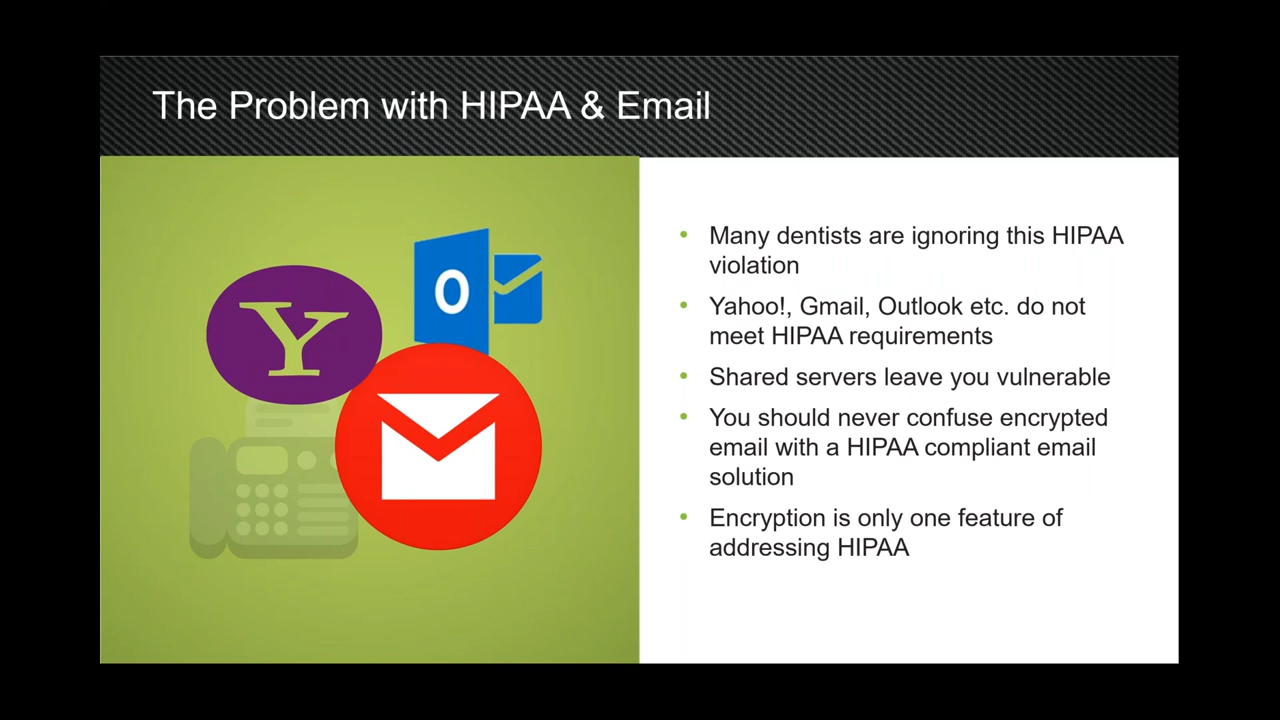 The Problem with HIPAA & Email
Y
O
• Many dentists are ignoring this HIPAA
violation
• Yahoo!, Gmail, Outlook etc. do not
meet HIPAA requirements
• Shared servers leave you vulnerable
• You should never confuse encrypted
email with a HIPAA compliant email
solution
• Encryption is only one feature of
addressing HIPAA